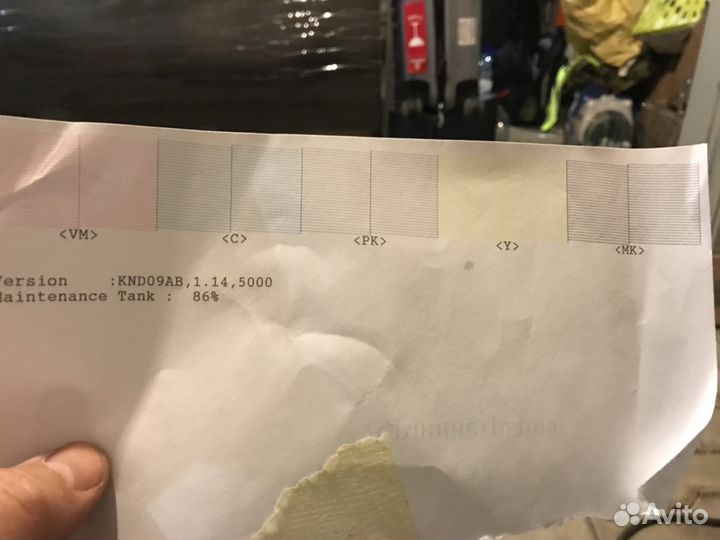 <VM> <C> <PK> <Y> <MK>
Version :KND09AB,1.14,5000
Maintenance Tank : 86%
Avito